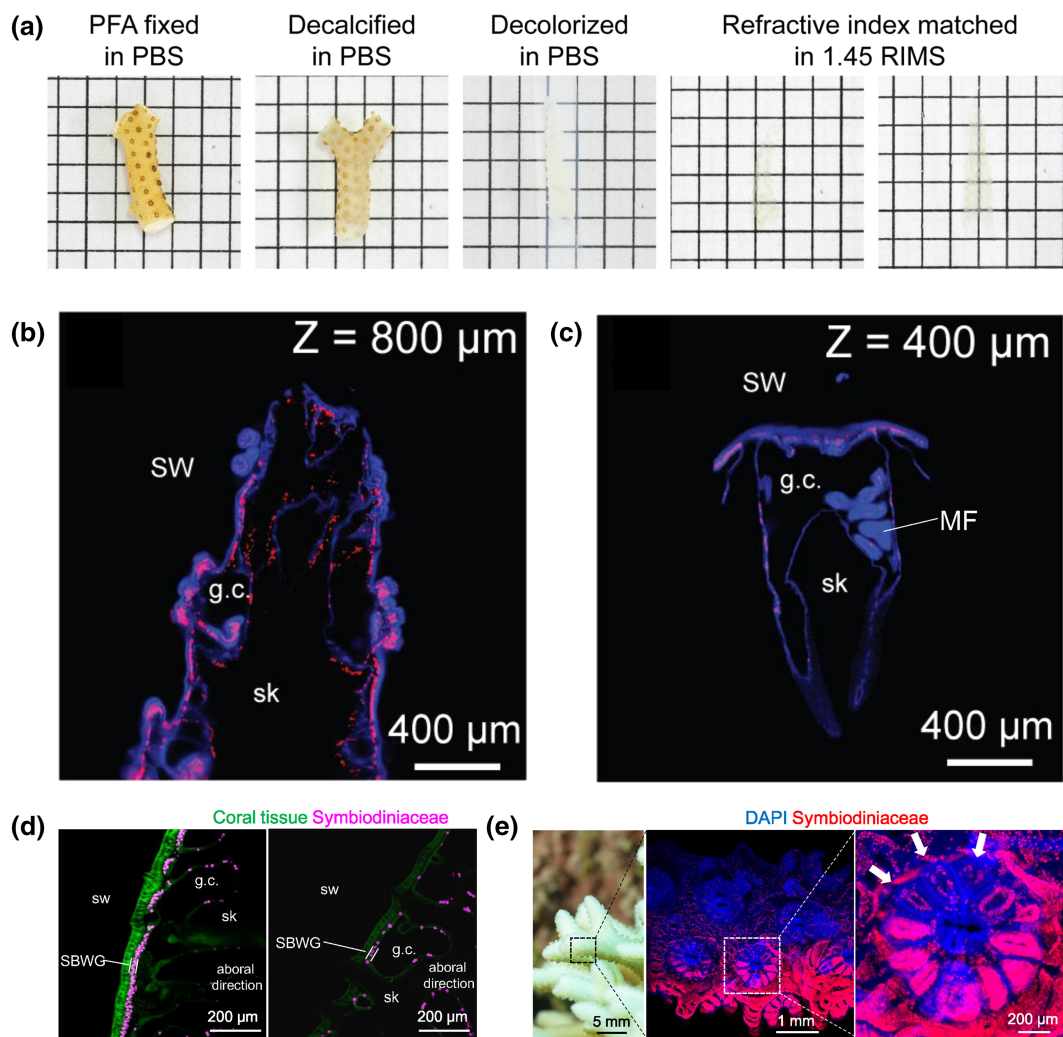 (a)
PFA fixed
in PBS
Decalcified
in PBS
Decolorized
in PBS
Refractive index matched
in 1.45 RIMS
(b)
Z = 800 μm
SW
g.c.
sk
400 μm
(c)
Z = 400 μm
SW
g.c.
MF
sk
400 μm
(d)
Coral tissue Symbiodiniaceae
sw
g.c.
sk
SBWG
aboral
direction
200 μm
sw
SBWG
g.c.
aboral
direction
sk
200 μm
(e)
DAPI Symbiodiniaceae
5 mm
1 mm
200 μm